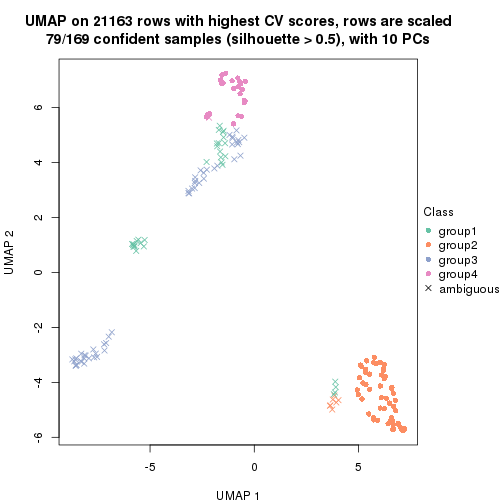 UMAP on 21163 rows with highest CV scores, rows are scaled
79/169 confident samples (silhouette > 0.5), with 10 PCs
6
4
2
0
-2
-4
-6
UMAP 2
-5
0
5
UMAP 1
Class
group1
group2
group3
group4
ambiguous